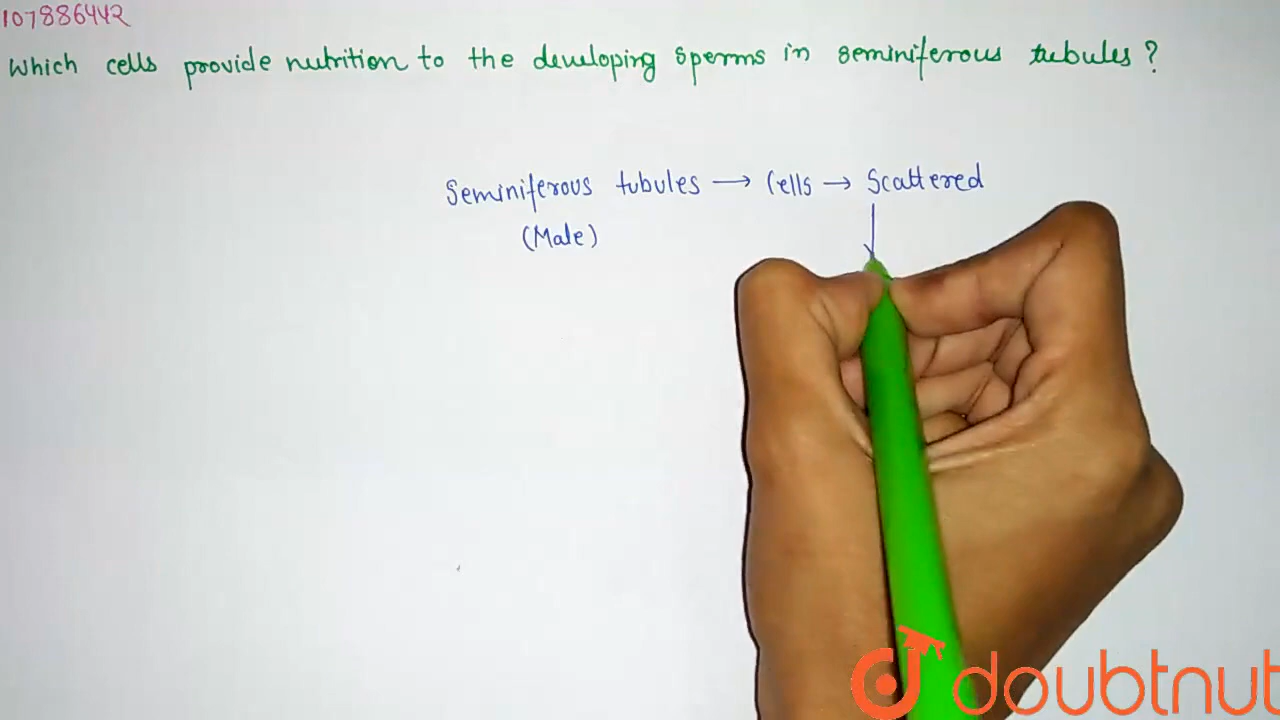 107886442
Which cells provide nutrition to the developing sperms in seminiferous tubules ?
Seminiferous tubules → Cells → Scattered
(Male)
doubtnut